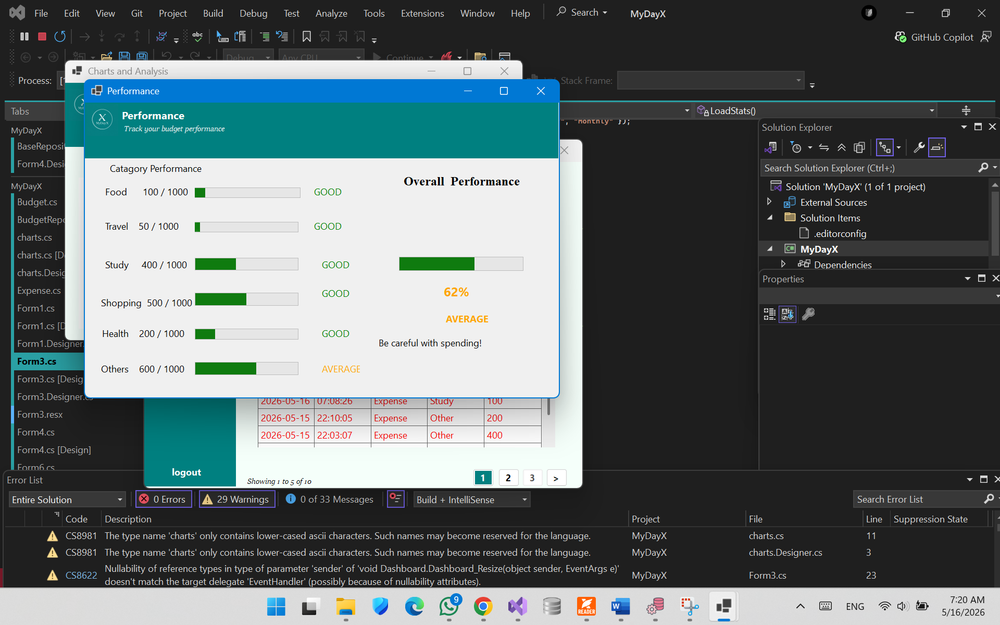 File Edit View Git Project Build Debug Test Analyze Tools Extensions Window Help Search MyDayX
GitHub Copilot
Debug Any CPU Continue
Process: Stack Frame:
Charts and Analysis
Performance
Performance
Track your budget performance
Tabs
MyDayX
Form4.Desi
MyDayX
Budget.cs
BudgetRepo
charts.cs
charts.cs [D
charts.Desig
Expense.cs
Form1.cs
Form1.cs [D
Form1.Designer.
Form3.cs
Form3.cs [Desig
Form3.Designer.cs
Form3.resx
Form4.cs
Form4.cs [Design]
Form6.cs
LoadStats()
", "Monthly" });
Catagory Performance
Food 100 / 1000 GOOD
Travel 50 / 1000 GOOD
Study 400 / 1000 GOOD
Shopping 500 / 1000 GOOD
Health 200 / 1000 GOOD
Others 600 / 1000 AVERAGE
Overall Performance
62%
AVERAGE
Be careful with spending!
2026-05-16 07:08:26 Expense Study 100
2026-05-15 22:10:05 Expense Other 200
2026-05-15 22:03:07 Expense Other 400
logout
Showing 1 to 5 of 10
1 2 3 >
Solution Explorer
Search Solution Explorer (Ctrl+;)
Solution 'MyDayX' (1 of 1 project)
External Sources
Solution Items
.editorconfig
MyDayX
Dependencies
Properties
Error List
Entire Solution 0 Errors 29 Warnings 0 of 33 Messages Build + IntelliSense Search Error List
Code Description Project File Line Suppression State
CS8981 The type name 'charts' only contains lower-cased ascii characters. Such names may become reserved for the language. MyDayX charts.cs 11
CS8981 The type name 'charts' only contains lower-cased ascii characters. Such names may become reserved for the language. MyDayX charts.Designer.cs 3
CS8622 Nullability of reference types in type of parameter 'sender' of 'void Dashboard.Dashboard_Resize(object sender, EventArgs e)' doesn't match the target delegate 'EventHandler' (possibly because of nullability attributes). MyDayX Form3.cs 23
9
READER
ENG
7:20 AM
5/16/2026